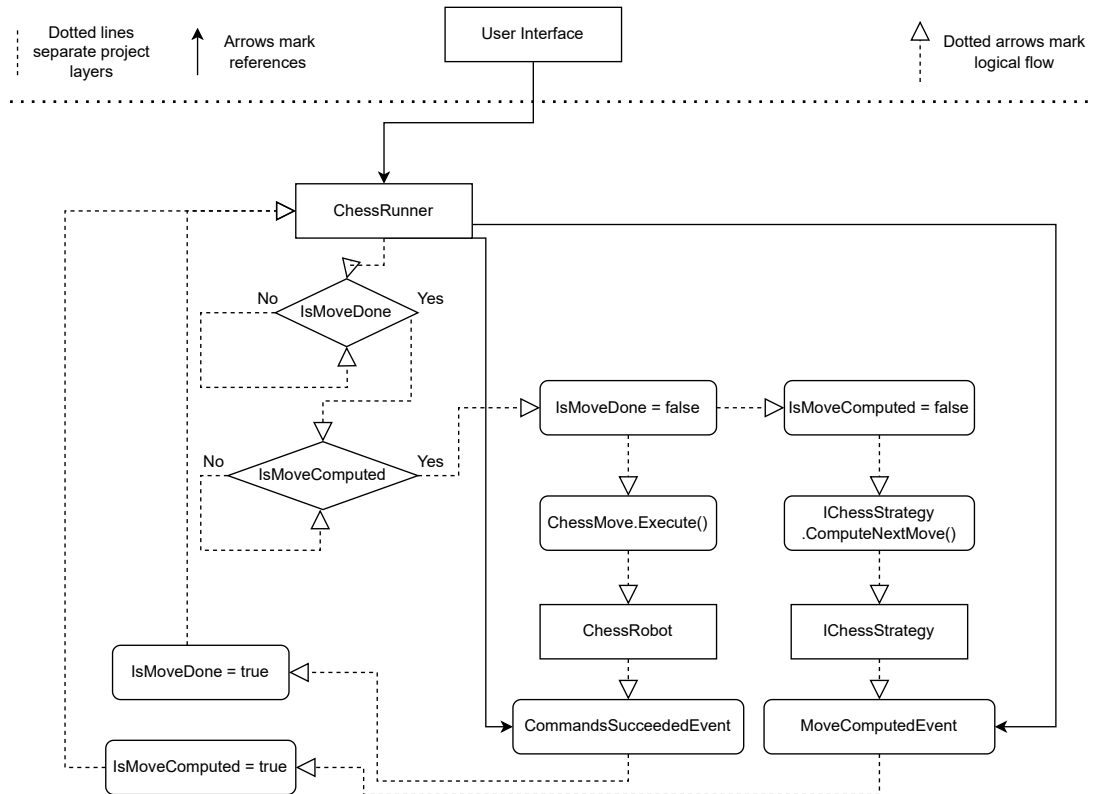 Dotted lines
separate project
layers
Arrows mark
references
User Interface
Dotted arrows mark
logical flow
ChessRunner
No
Yes
IsMoveDone
IsMoveDone = false
IsMoveComputed = false
No
Yes
IsMoveComputed
ChessMove.Execute()
IChessStrategy
.ComputeNextMove()
ChessRobot
IChessStrategy
IsMoveDone = true
CommandsSucceededEvent
MoveComputedEvent
IsMoveComputed = true